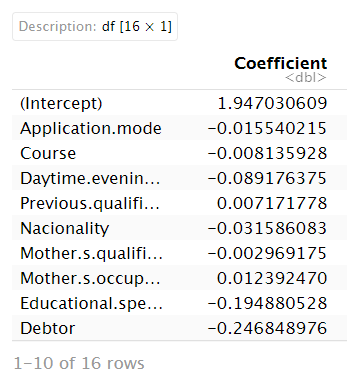 Description: df [16 × 1]
Coefficient
<dbl>
(Intercept) 1.947030609
Application.mode −0.015540215
Course −0.008135928
Daytime.evenin... −0.089176375
Previous.qualifi... 0.007171778
Nacionality −0.031586083
Mother.s.qualifi... −0.002969175
Mother.s.occup... 0.012392470
Educational.spe... −0.194880528
Debtor −0.246848976
1–10 of 16 rows